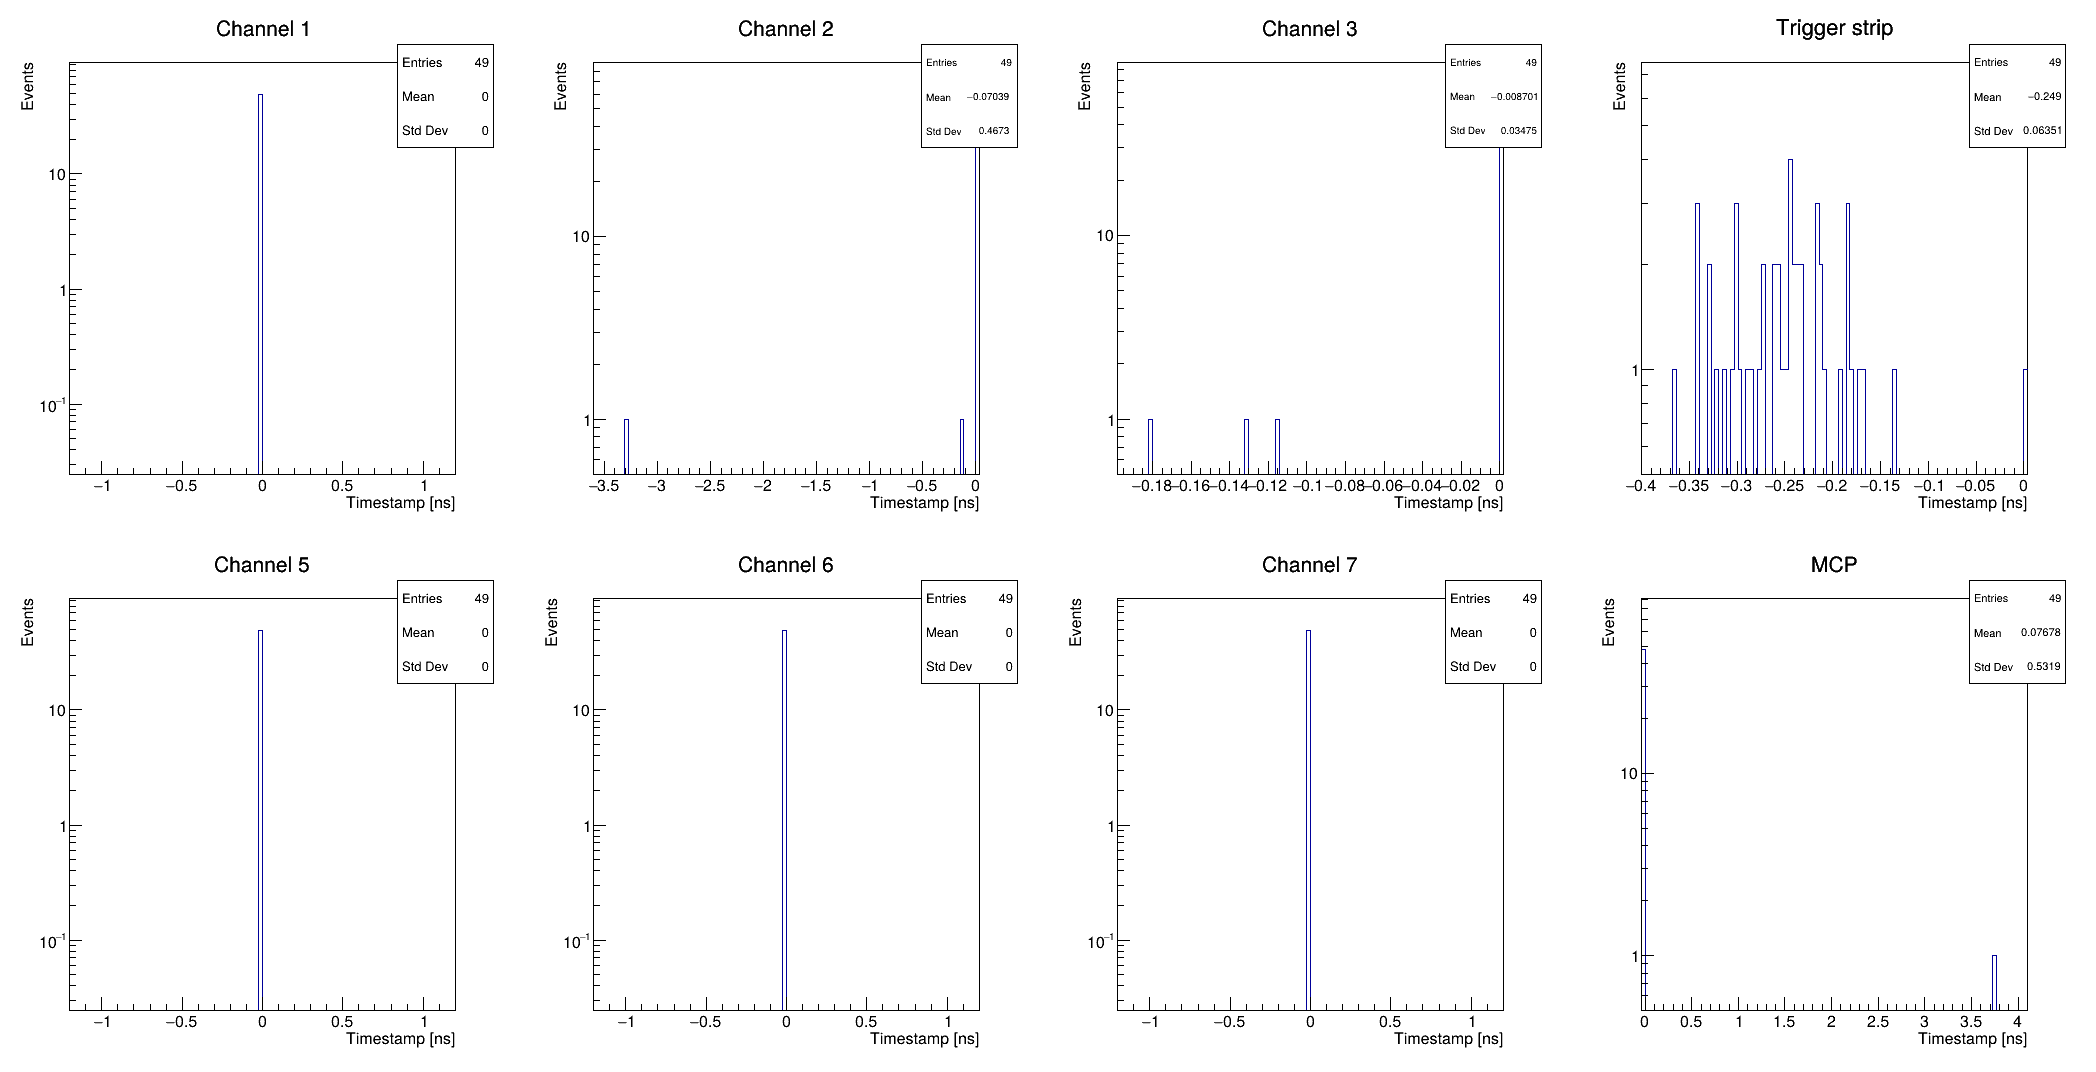 Channel 1
Events
Entries 49
Mean 0
Std Dev 0
10
1
10⁻¹
−1 −0.5 0 0.5 1
Timestamp [ns]
Channel 2
Events
Entries 49
Mean −0.07039
Std Dev 0.4673
10
1
−3.5 −3 −2.5 −2 −1.5 −1 −0.5 0
Timestamp [ns]
Channel 3
Events
Entries 49
Mean −0.008701
Std Dev 0.03475
10
1
−0.18 −0.16 −0.14 −0.12 −0.1 −0.08 −0.06 −0.04 −0.02 0
Timestamp [ns]
Trigger strip
Events
Entries 49
Mean −0.249
Std Dev 0.06351
1
−0.4 −0.35 −0.3 −0.25 −0.2 −0.15 −0.1 −0.05 0
Timestamp [ns]
Channel 5
Events
Entries 49
Mean 0
Std Dev 0
10
1
10⁻¹
−1 −0.5 0 0.5 1
Timestamp [ns]
Channel 6
Events
Entries 49
Mean 0
Std Dev 0
10
1
10⁻¹
−1 −0.5 0 0.5 1
Timestamp [ns]
Channel 7
Events
Entries 49
Mean 0
Std Dev 0
10
1
10⁻¹
−1 −0.5 0 0.5 1
Timestamp [ns]
MCP
Events
Entries 49
Mean 0.07678
Std Dev 0.5319
10
1
0 0.5 1 1.5 2 2.5 3 3.5 4
Timestamp [ns]